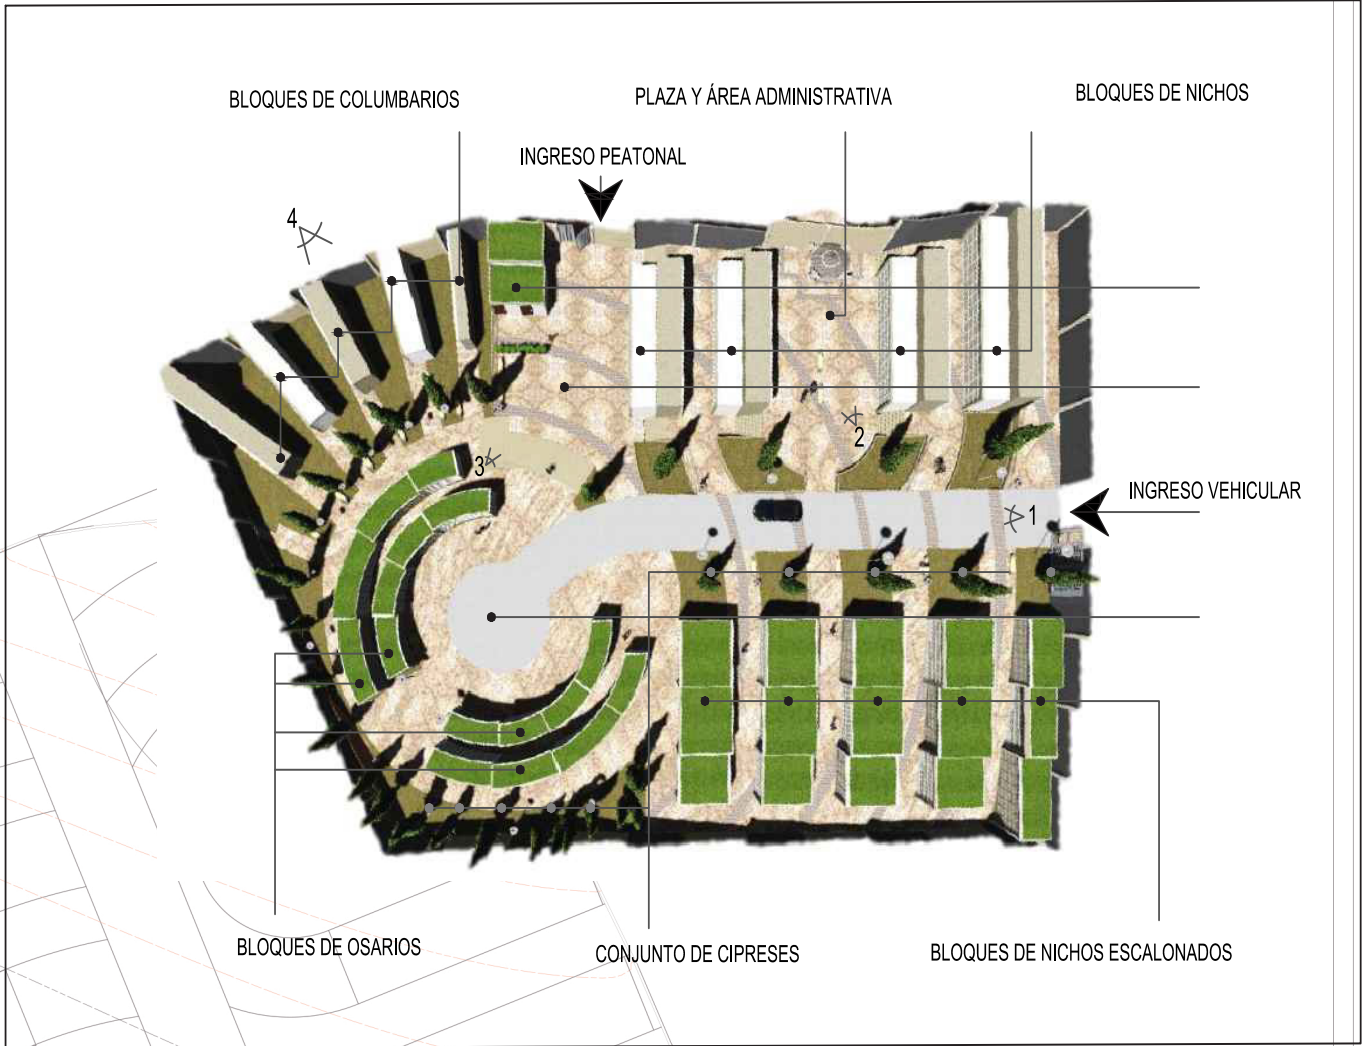 BLOQUES DE COLUMBARIOS
PLAZA Y ÁREA ADMINISTRATIVA
BLOQUES DE NICHOS
INGRESO PEATONAL
4
2
3
INGRESO VEHICULAR
1
BLOQUES DE OSARIOS
CONJUNTO DE CIPRESES
BLOQUES DE NICHOS ESCALONADOS